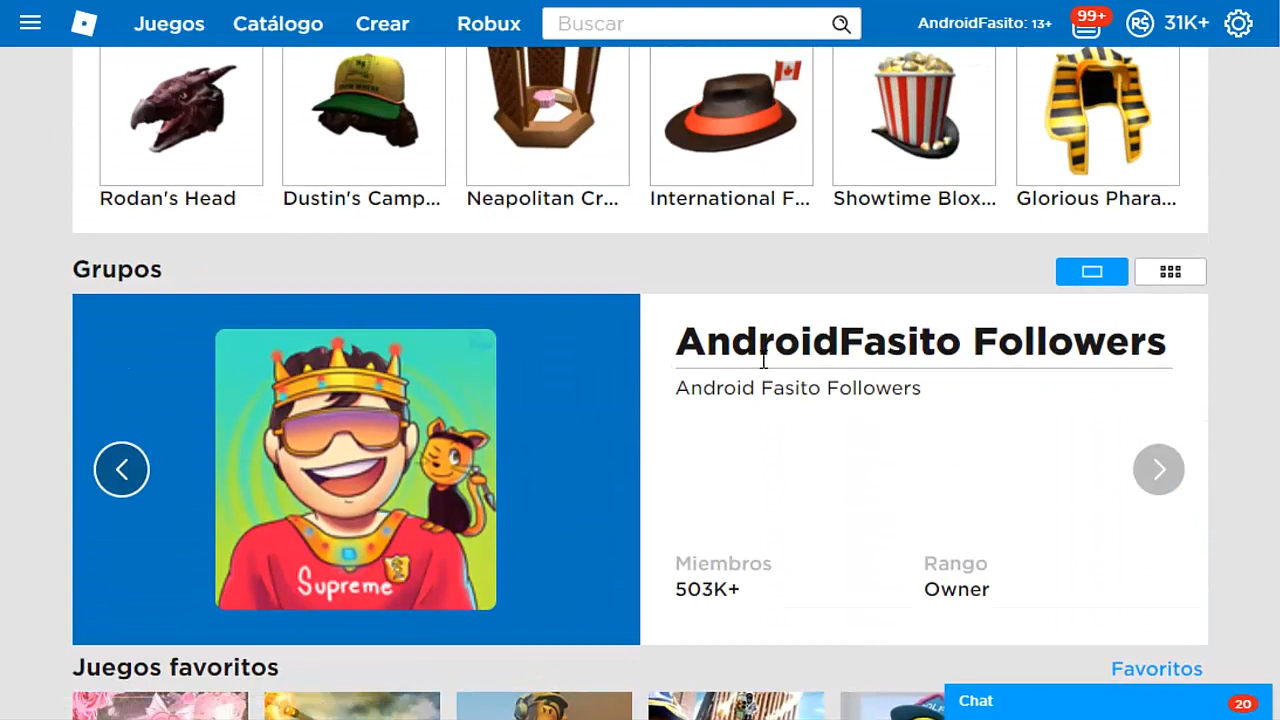 Juegos Catálogo Crear Robux Buscar AndroidFasito: 13+ 99+ R$ 31K+
Rodan's Head Dustin's Camp... Neapolitan Cr... International F... Showtime Blox... Glorious Phara...
Grupos
AndroidFasito Followers
Android Fasito Followers
Supreme
Miembros Rango
503K+ Owner
Juegos favoritos Favoritos
Chat 20